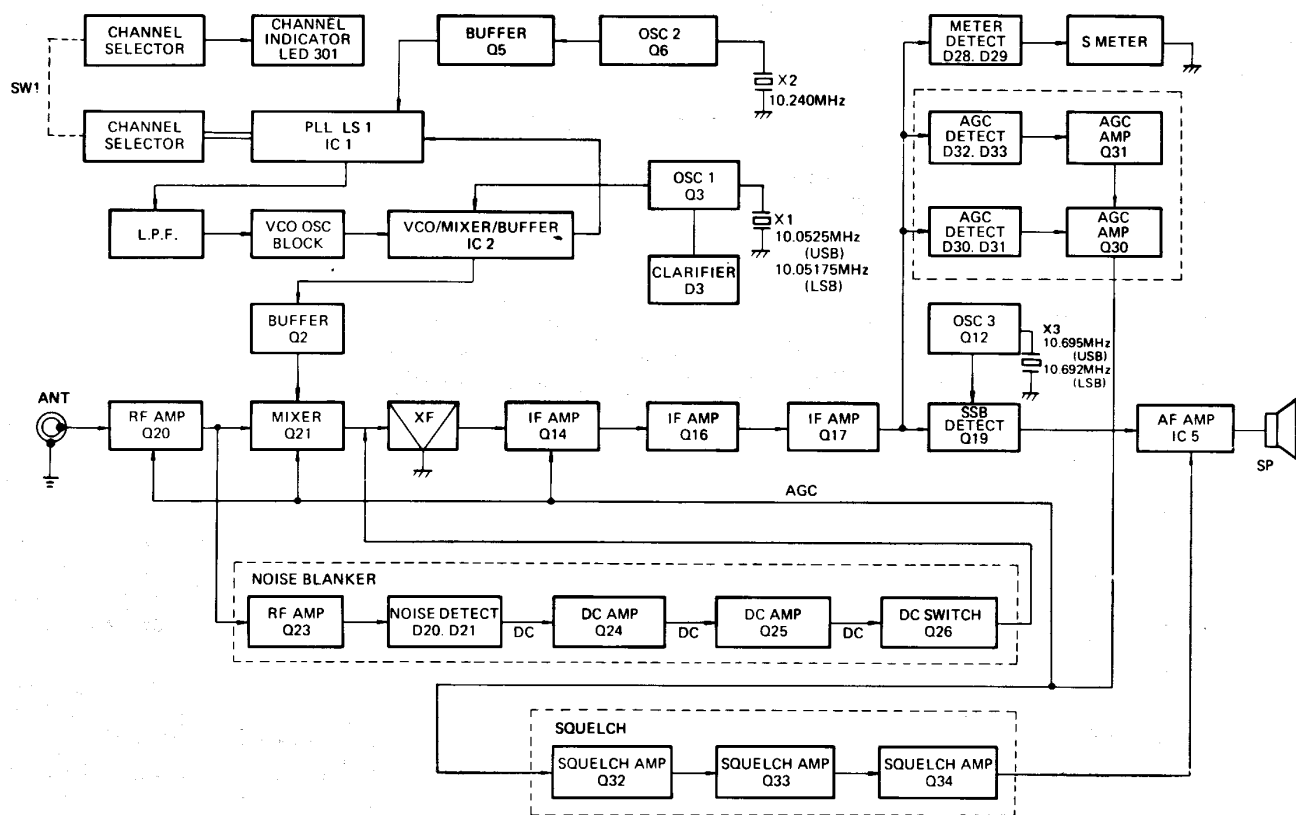 CHANNEL
SELECTOR
CHANNEL
INDICATOR
LED 301
BUFFER
Q5
OSC 2
Q6
METER
DETECT
D28. D29
S METER
X2
10.240MHz
SW1
CHANNEL
SELECTOR
PLL LS 1
IC 1
AGC
DETECT
D32. D33
AGC
AMP
Q31
OSC 1
Q3
X1
10.0525MHz
(USB)
10.05175MHz
(LSB)
L.P.F.
VCO OSC
BLOCK
VCO/MIXER/BUFFER
IC 2
CLARIFIER
D3
AGC
DETECT
D30. D31
AGC
AMP
Q30
BUFFER
Q2
OSC 3
Q12
X3
10.695MHz
(USB)
10.692MHz
(LSB)
ANT
RF AMP
Q20
MIXER
Q21
XF
IF AMP
Q14
IF AMP
Q16
IF AMP
Q17
SSB
DETECT
Q19
AF AMP
IC 5
SP
AGC
NOISE BLANKER
RF AMP
Q23
NOISE DETECT
D20. D21
DC
DC AMP
Q24
DC
DC AMP
Q25
DC
DC SWITCH
Q26
SQUELCH
SQUELCH AMP
Q32
SQUELCH AMP
Q33
SQUELCH AMP
Q34